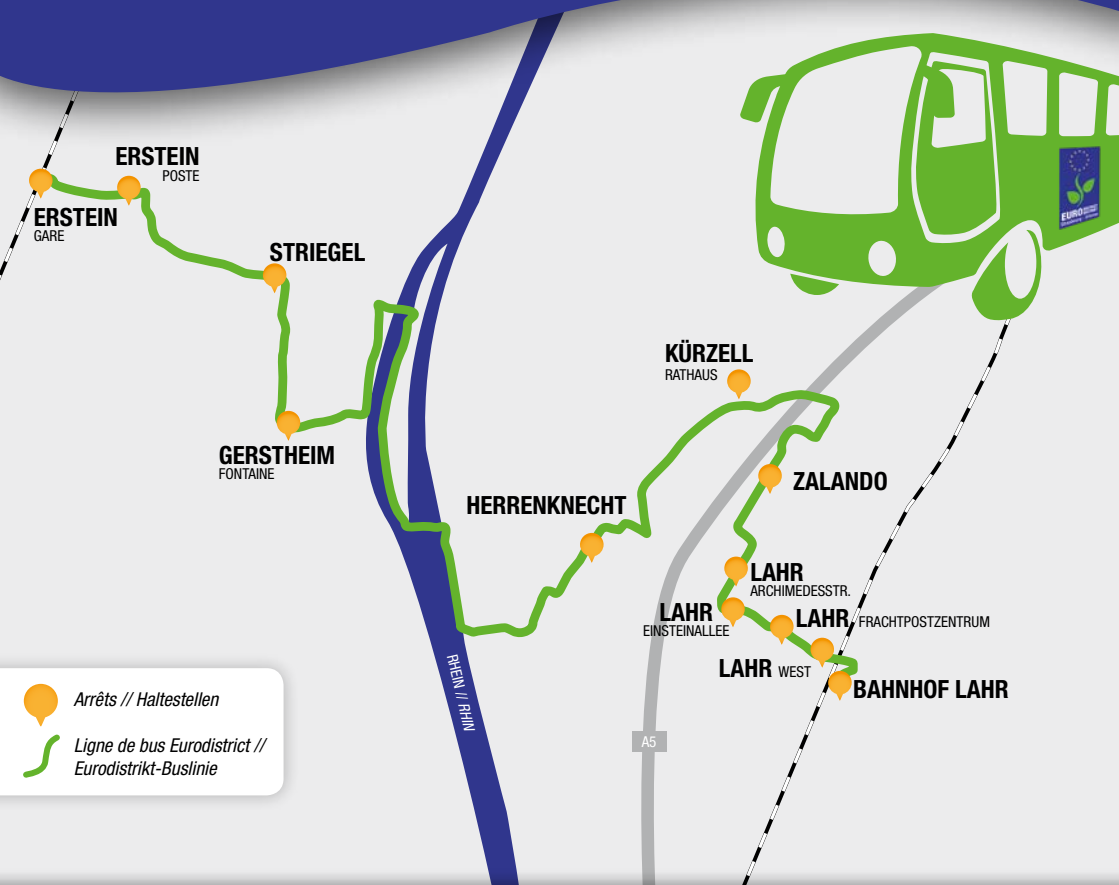 ERSTEIN
POSTE
ERSTEIN
GARE
STRIEGEL
GERSTHEIM
FONTAINE
KÜRZELL
RATHAUS
HERRENKNECHT
ZALANDO
LAHR
ARCHIMEDESSTR.
LAHR
EINSTEINALLEE
LAHR FRACHTPOSTZENTRUM
LAHR WEST
BAHNHOF LAHR
RHEIN // RHIN
A5
EURO
Arrêts // Haltestellen
Ligne de bus Eurodistrict //
Eurodistrikt-Buslinie